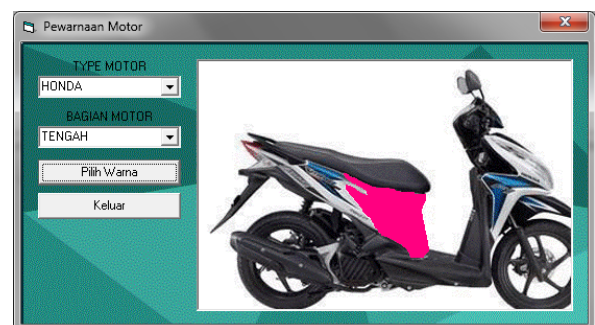 Pewarnaan Motor
TYPE MOTOR
HONDA
BAGIAN MOTOR
TENGAH
Pilih Warna
Keluar